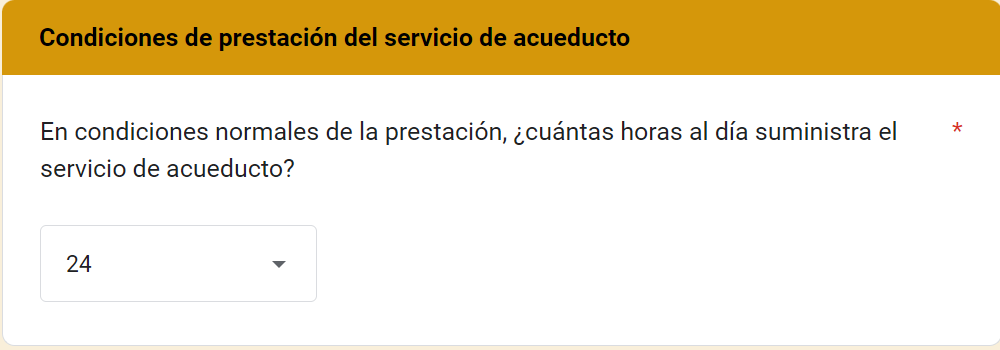 Condiciones de prestación del servicio de acueducto
En condiciones normales de la prestación, ¿cuántas horas al día suministra el *
servicio de acueducto?
24